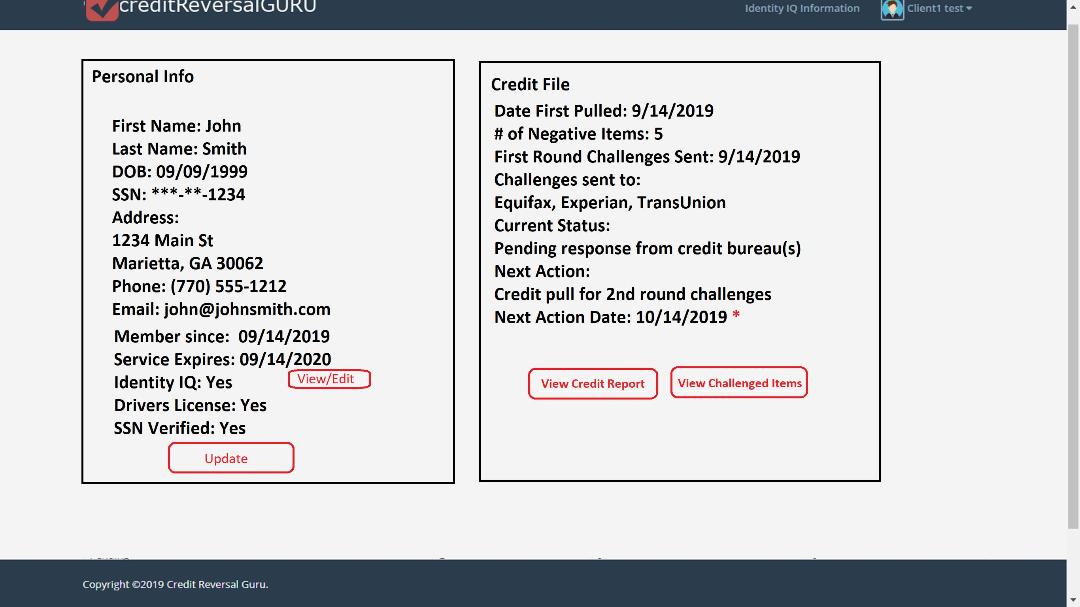 creditReversalGURU
Identity IQ Information
Client1 test
Personal Info
First Name: John
Last Name: Smith
DOB: 09/09/1999
SSN: ***-**-1234
Address:
1234 Main St
Marietta, GA 30062
Phone: (770) 555-1212
Email: john@johnsmith.com
Member since: 09/14/2019
Service Expires: 09/14/2020
Identity IQ: Yes
View/Edit
Drivers License: Yes
SSN Verified: Yes
Update
Credit File
Date First Pulled: 9/14/2019
# of Negative Items: 5
First Round Challenges Sent: 9/14/2019
Challenges sent to:
Equifax, Experian, TransUnion
Current Status:
Pending response from credit bureau(s)
Next Action:
Credit pull for 2nd round challenges
Next Action Date: 10/14/2019 *
View Credit Report
View Challenged Items
Copyright ©2019 Credit Reversal Guru.